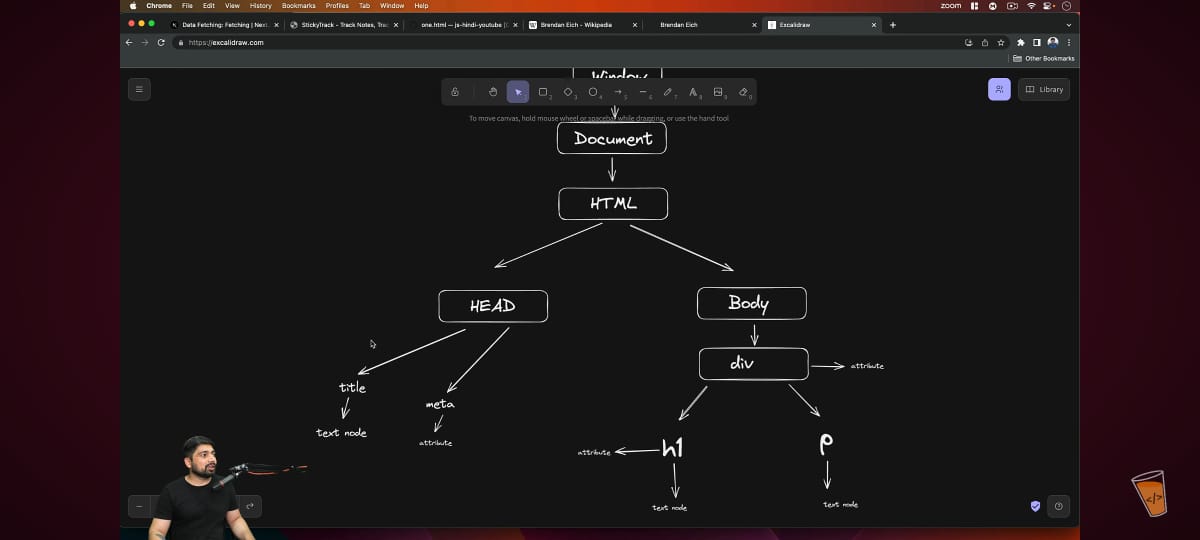 Chrome File Edit View History Bookmarks Profiles Tab Window Help zoom
Data Fetching: Fetching | Next. StickyTrack - Track Notes, Trac one.html — js-hindi-youtube [C Brendan Eich - Wikipedia Brendan Eich Excalidraw
https://excalidraw.com
Other Bookmarks
Window
Library
To move canvas, hold mouse wheel or spacebar while dragging, or use the hand tool
Document
HTML
HEAD
Body
div
attribute
title
meta
text node
attribute
attribute
h1
p
text node
text node
</>